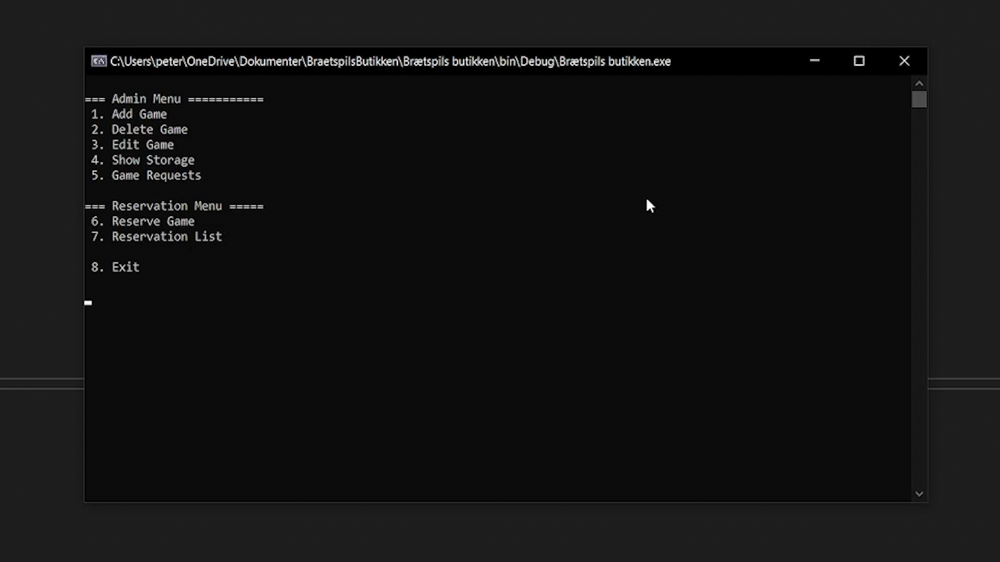 C:\Users\peter\OneDrive\Dokumenter\BraetspilsButikken\Brætspils butikken\bin\Debug\Brætspils butikken.exe
=== Admin Menu ===========
1. Add Game
2. Delete Game
3. Edit Game
4. Show Storage
5. Game Requests
=== Reservation Menu =====
6. Reserve Game
7. Reservation List
8. Exit